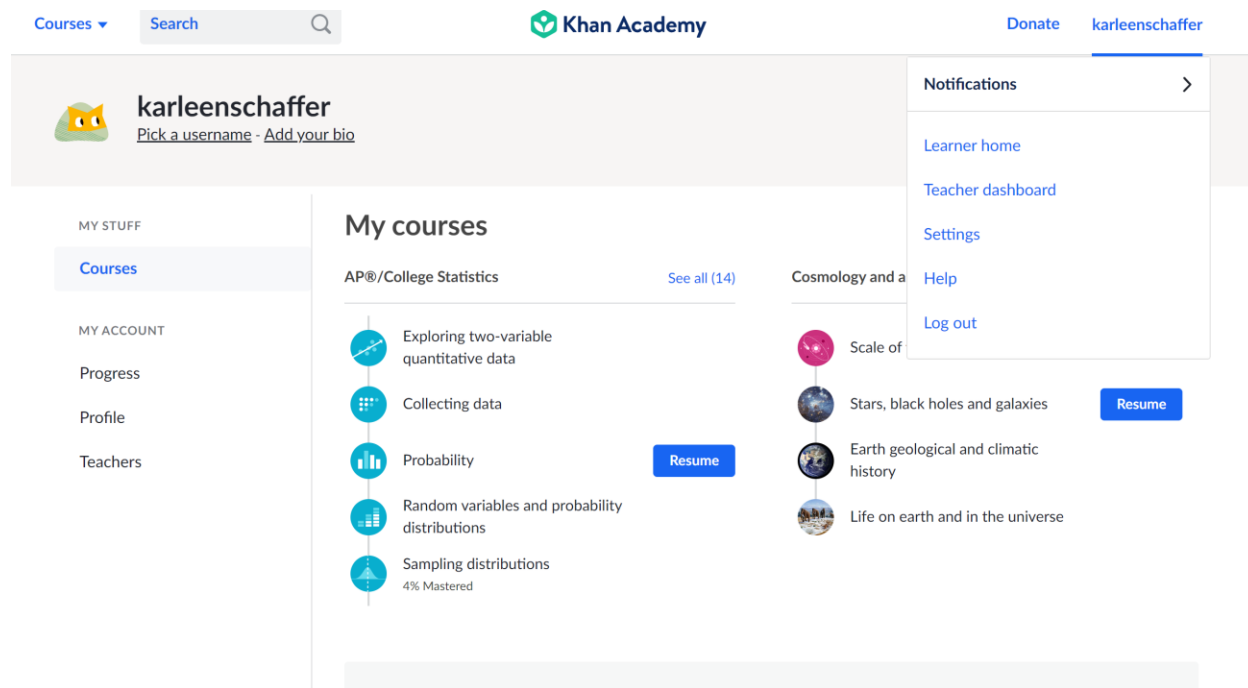 Courses
Search
Khan Academy
Donate
karleenschaffer
Notifications
Learner home
Teacher dashboard
Settings
Help
Log out
karleenschaffer
Pick a username - Add your bio
MY STUFF
Courses
MY ACCOUNT
Progress
Profile
Teachers
My courses
AP®/College Statistics
See all (14)
Exploring two-variable
quantitative data
Collecting data
Probability
Resume
Random variables and probability
distributions
Sampling distributions
4% Mastered
Cosmology and a
Scale of
Stars, black holes and galaxies
Resume
Earth geological and climatic
history
Life on earth and in the universe